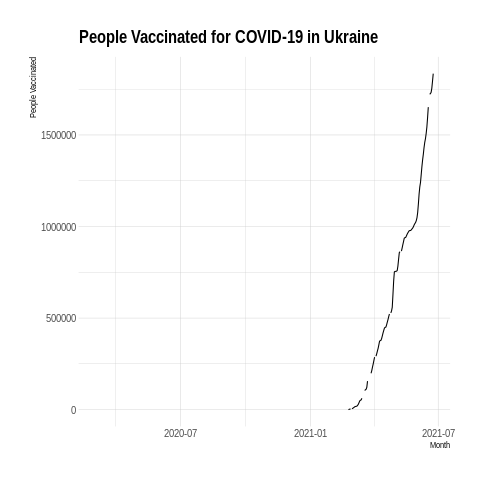 People Vaccinated for COVID-19 in Ukraine
People Vaccinated
1500000
1000000
500000
0
2020-07 2021-01 2021-07
Month